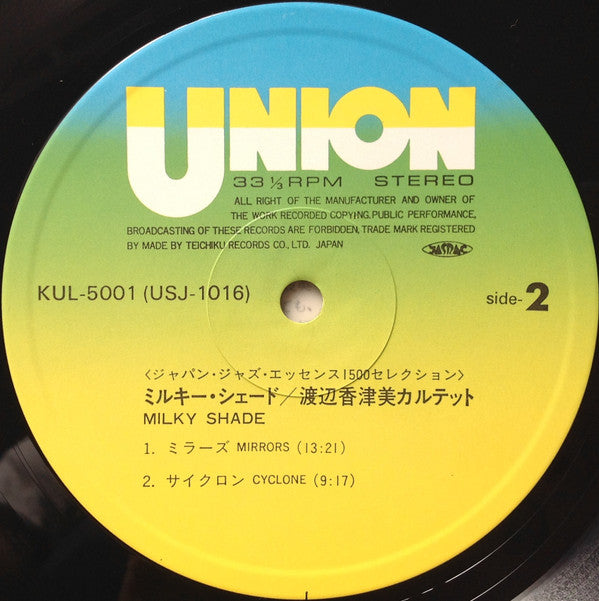 UNION
33 ⅓ RPM STEREO
ALL RIGHT OF THE MANUFACTURER AND OWNER OF
THE WORK RECORDED COPYING. PUBLIC PERFORMANCE,
BROADCASTING OF THESE RECORDS ARE FORBIDDEN, TRADE MARK REGISTERED
BY MADE BY TEICHIKU RECORDS CO., LTD. JAPAN
JASRAC
KUL-5001 (USJ-1016)
side-2
〈ジャパン・ジャズ・エッセンス1500セレクション〉
ミルキー・シェード／渡辺香津美カルテット
MILKY SHADE
1. ミラーズ MIRRORS (13:21)
2. サイクロン CYCLONE (9:17)